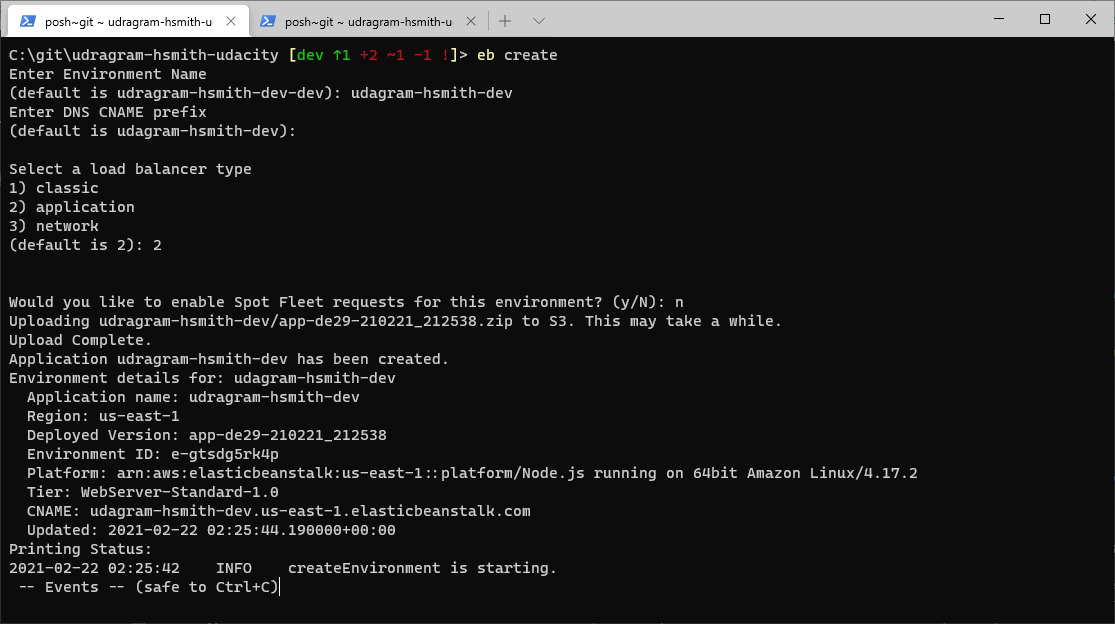 posh~git ~ udragram-hsmith-u
posh~git ~ udragram-hsmith-u
C:\git\udragram-hsmith-udacity [dev ↑1 +2 ~1 -1 !]> eb create
Enter Environment Name
(default is udragram-hsmith-dev-dev): udagram-hsmith-dev
Enter DNS CNAME prefix
(default is udagram-hsmith-dev):
Select a load balancer type
1) classic
2) application
3) network
(default is 2): 2
Would you like to enable Spot Fleet requests for this environment? (y/N): n
Uploading udragram-hsmith-dev/app-de29-210221_212538.zip to S3. This may take a while.
Upload Complete.
Application udragram-hsmith-dev has been created.
Environment details for: udagram-hsmith-dev
  Application name: udragram-hsmith-dev
  Region: us-east-1
  Deployed Version: app-de29-210221_212538
  Environment ID: e-gtsdg5rk4p
  Platform: arn:aws:elasticbeanstalk:us-east-1::platform/Node.js running on 64bit Amazon Linux/4.17.2
  Tier: WebServer-Standard-1.0
  CNAME: udagram-hsmith-dev.us-east-1.elasticbeanstalk.com
  Updated: 2021-02-22 02:25:44.190000+00:00
Printing Status:
2021-02-22 02:25:42    INFO    createEnvironment is starting.
 -- Events -- (safe to Ctrl+C)